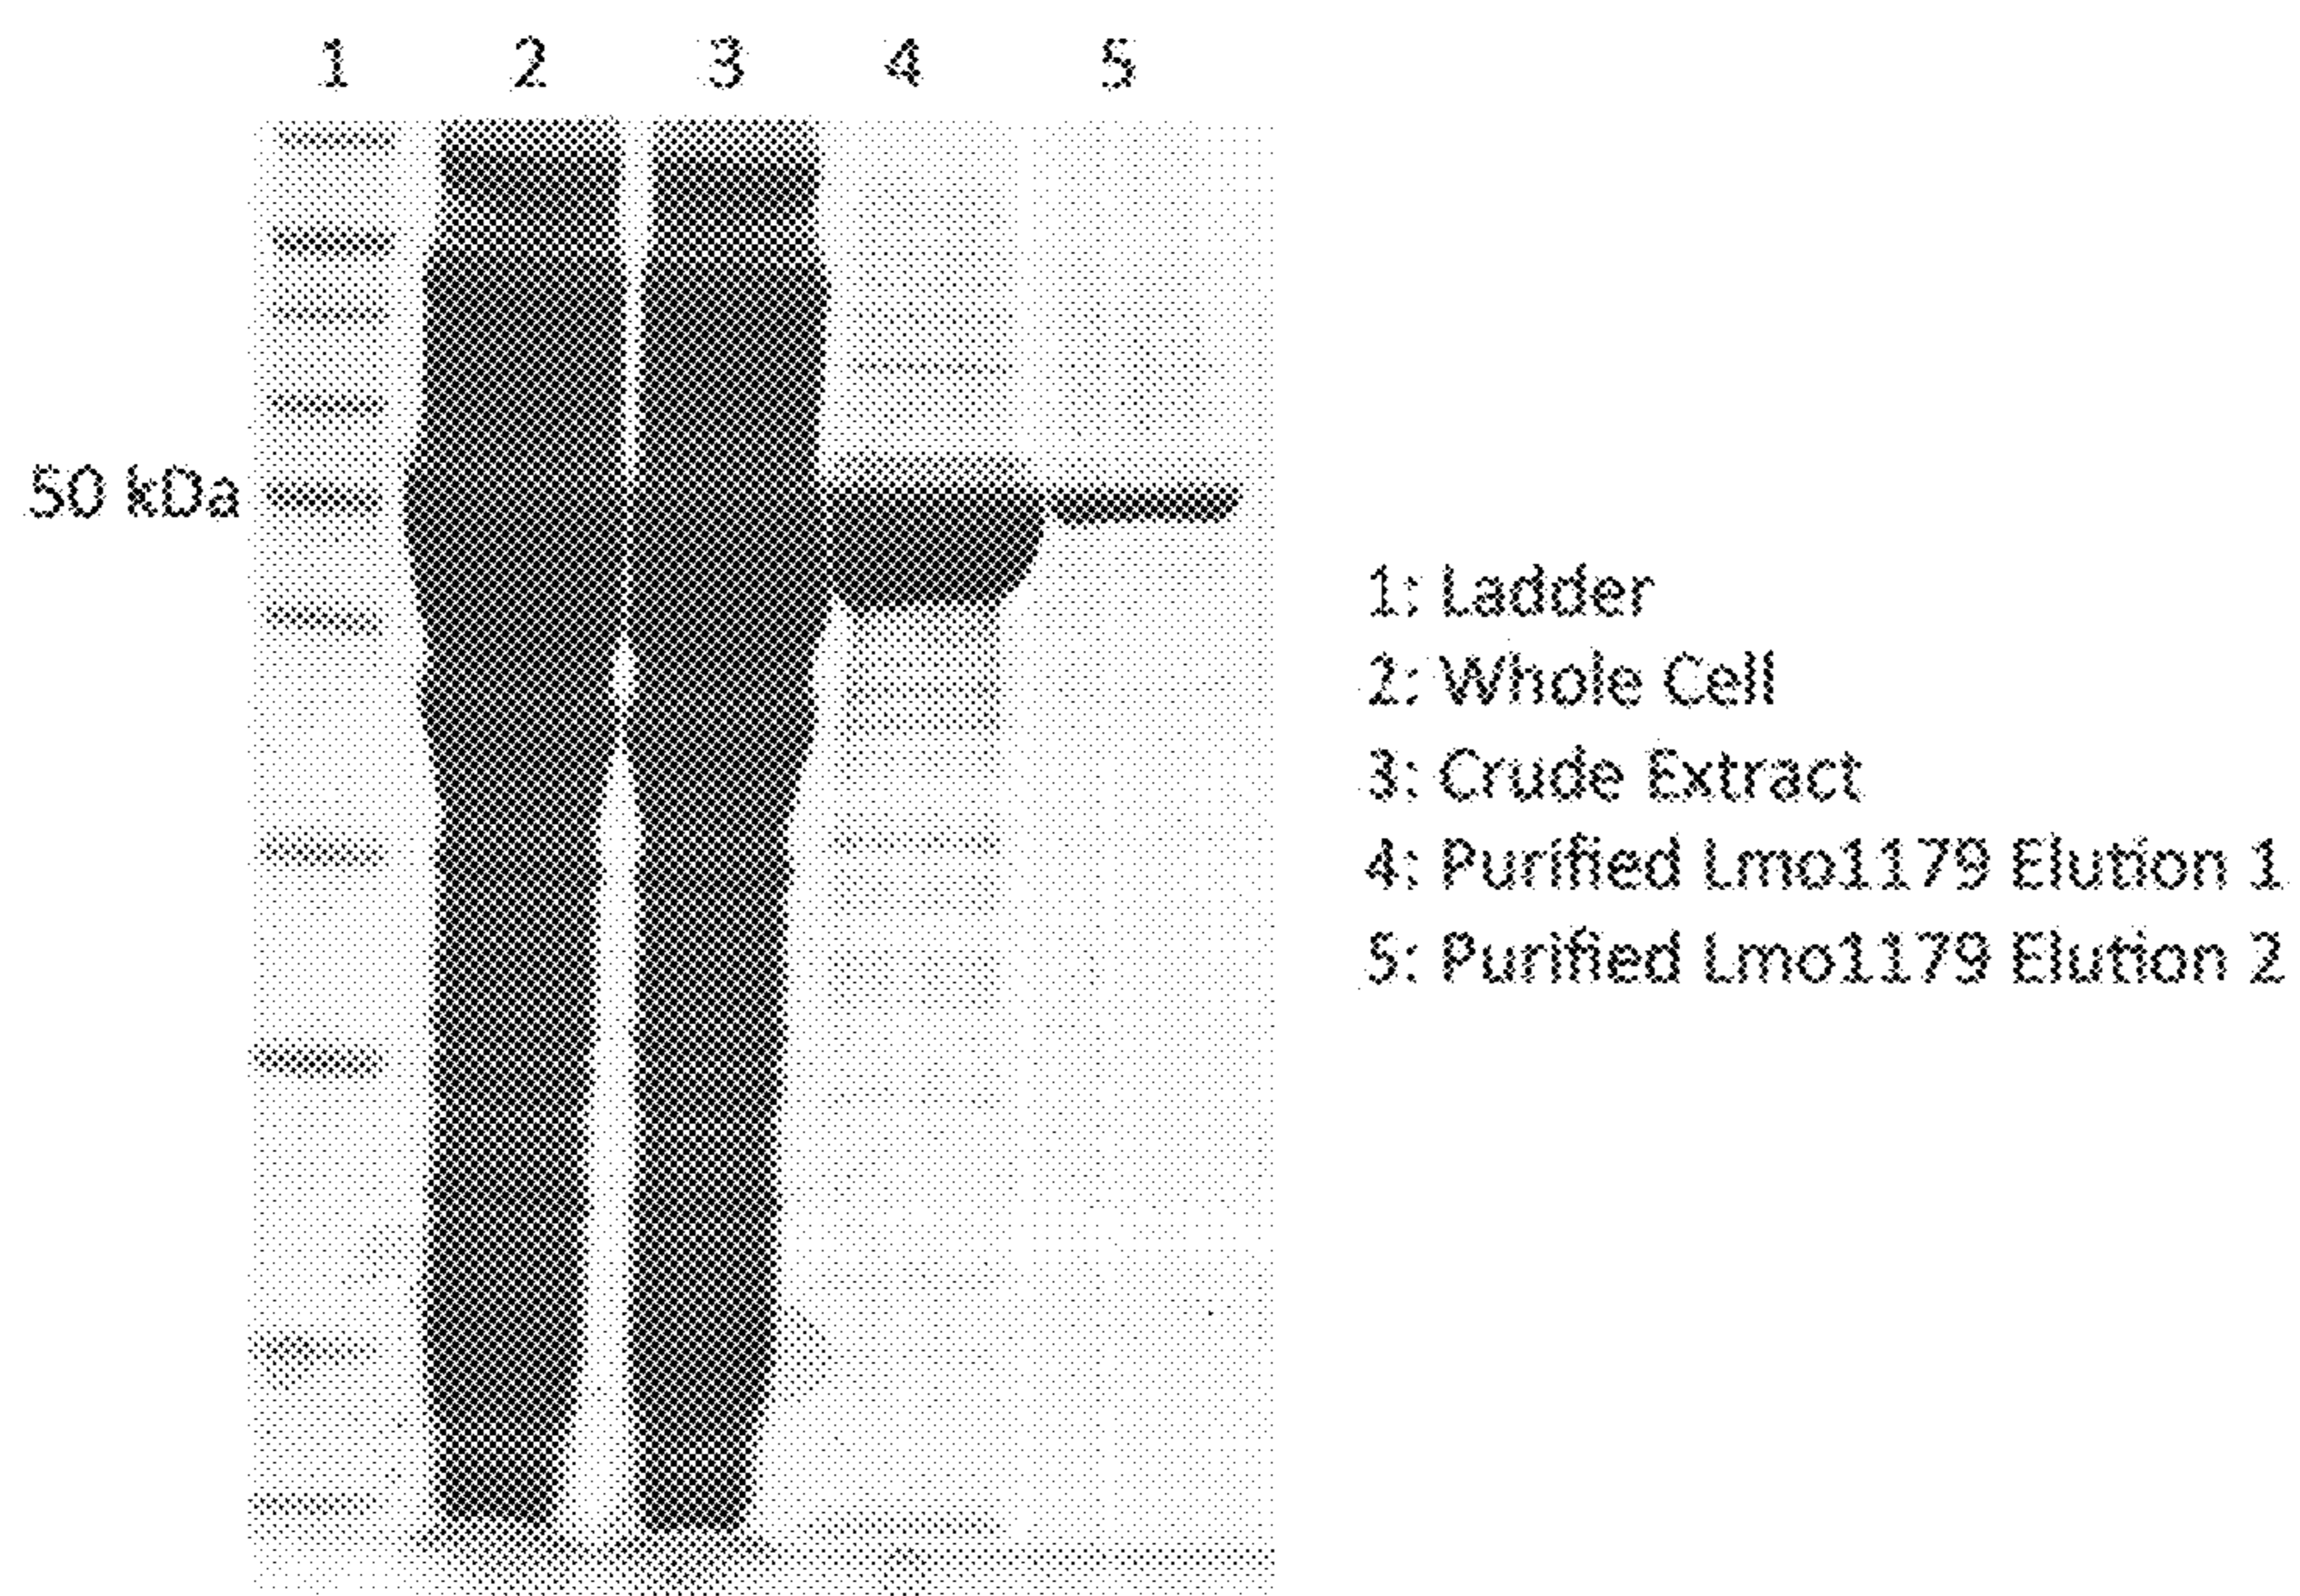 1 2 3 4 5
50 kDa
1: Ladder
2: Whole Cell
3: Crude Extract
4: Purified Lmo1179 Elution 1
5: Purified Lmo1179 Elution 2